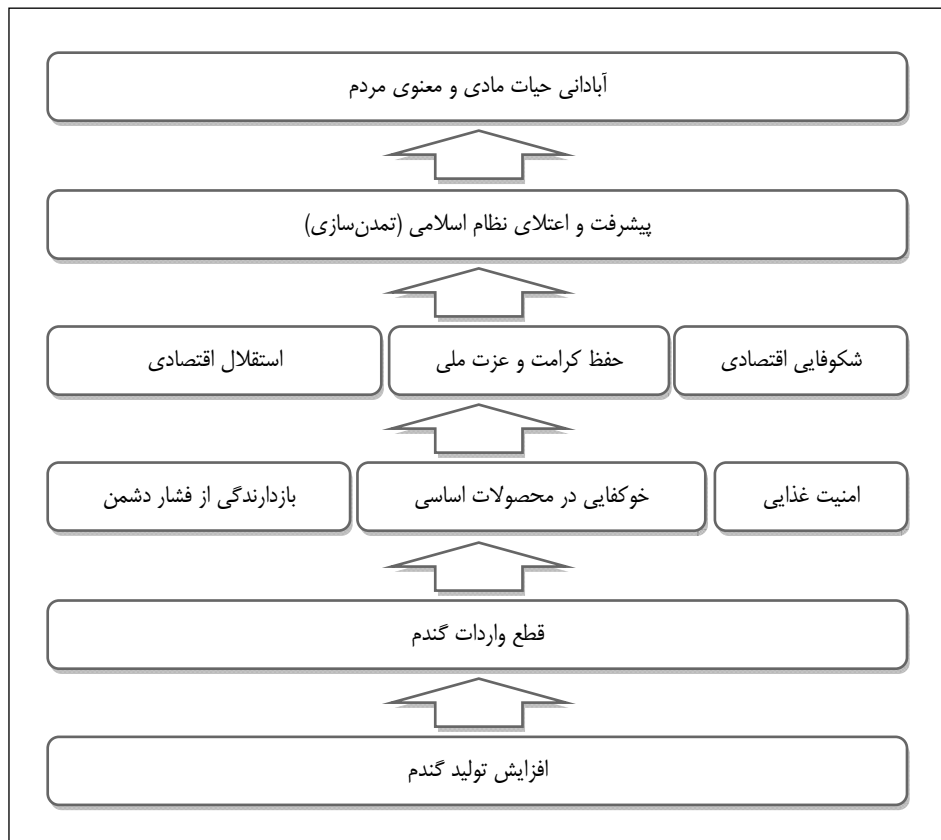 آبادانی حیات مادی و معنوی مردم
پیشرفت و اعتلای نظام اسلامی (تمدن‌سازی)
شکوفایی اقتصادی
حفظ کرامت و عزت ملی
استقلال اقتصادی
امنیت غذایی
خوکفایی در محصولات اساسی
بازدارندگی از فشار دشمن
قطع واردات گندم
افزایش تولید گندم